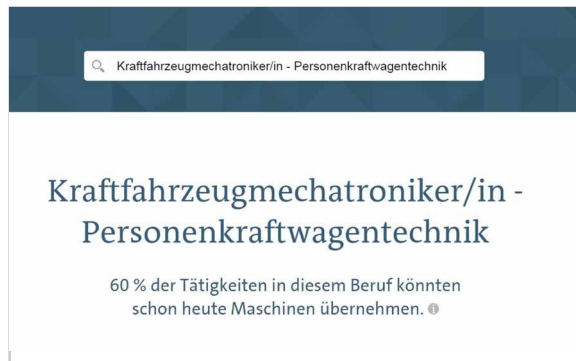 Kraftfahrzeugmechatroniker/in - Personenkraftwagentechnik
Kraftfahrzeugmechatroniker/in -
Personenkraftwagentechnik
60 % der Tätigkeiten in diesem Beruf könnten
schon heute Maschinen übernehmen.